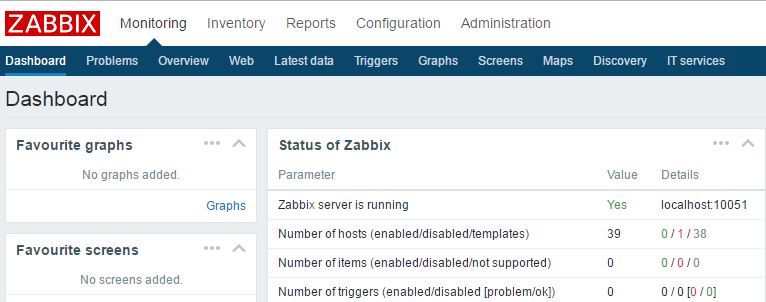 ZABBIX Monitoring Inventory Reports Configuration Administration
Dashboard Problems Overview Web Latest data Triggers Graphs Screens Maps Discovery IT services
Dashboard
Favourite graphs
No graphs added.
Graphs
Favourite screens
No screens added.
Status of Zabbix
Parameter Value Details
Zabbix server is running Yes localhost:10051
Number of hosts (enabled/disabled/templates) 39 0 / 1 / 38
Number of items (enabled/disabled/not supported) 0 0 / 0 / 0
Number of triggers (enabled/disabled [problem/ok]) 0 0 / 0 [0 / 0]